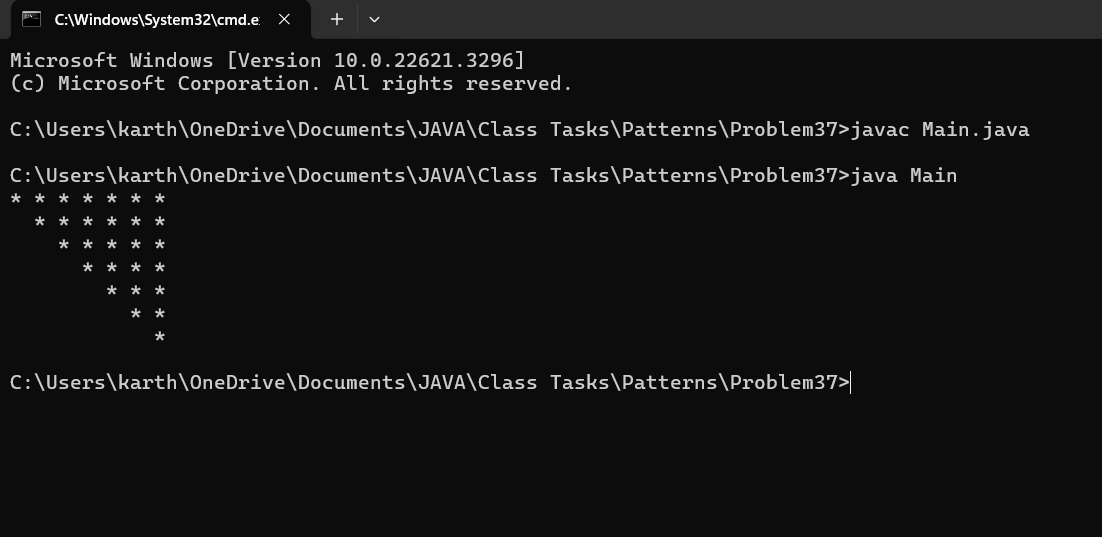 C:\Windows\System32\cmd.e
Microsoft Windows [Version 10.0.22621.3296]
(c) Microsoft Corporation. All rights reserved.
C:\Users\karth\OneDrive\Documents\JAVA\Class Tasks\Patterns\Problem37>javac Main.java
C:\Users\karth\OneDrive\Documents\JAVA\Class Tasks\Patterns\Problem37>java Main
* * * * * * *
  * * * * * *
    * * * * *
      * * * *
        * * *
          * *
            *
C:\Users\karth\OneDrive\Documents\JAVA\Class Tasks\Patterns\Problem37>